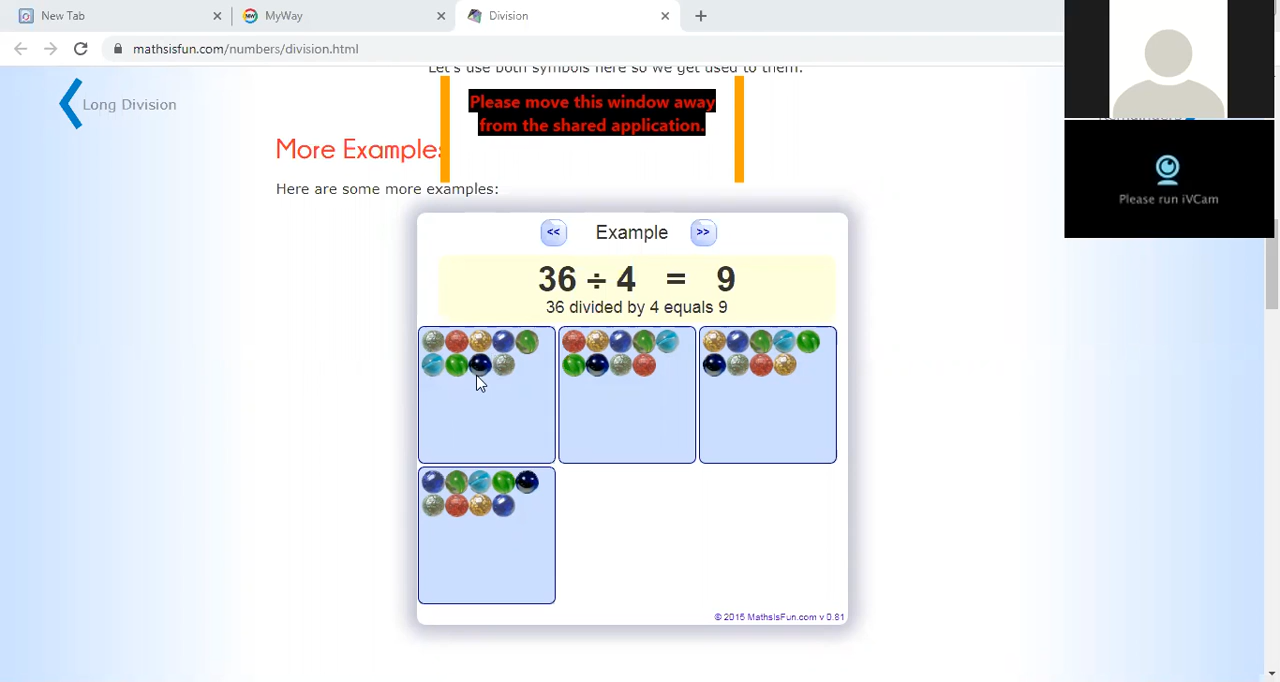 New Tab
MyWay
Division
mathsisfun.com/numbers/division.html
Let's use both symbols here so we get used to them.
Long Division
Please move this window away
from the shared application.
More Examples
Here are some more examples:
<< Example >>
36 ÷ 4 = 9
36 divided by 4 equals 9
© 2015 MathsIsFun.com v 0.81
Please run iVCam